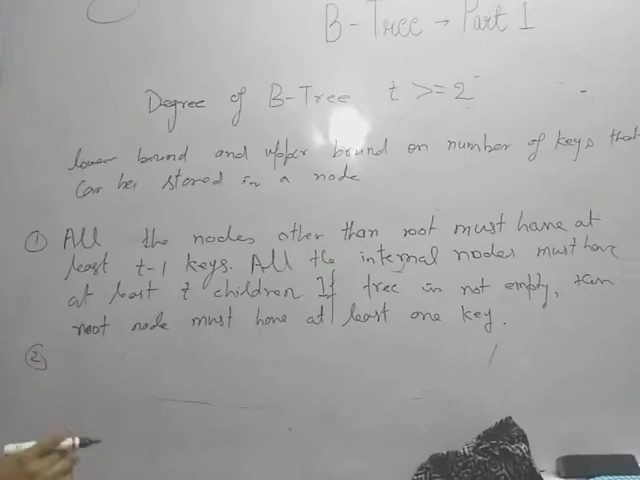 B-Tree → Part 1
Degree of B-Tree t >= 2
lower bound and upper bound on number of keys that
can be stored in a node
① All the nodes other than root must have at
least t-1 keys. All the internal nodes must have
at least t children If tree is not empty, then
root node must have at least one key.
②